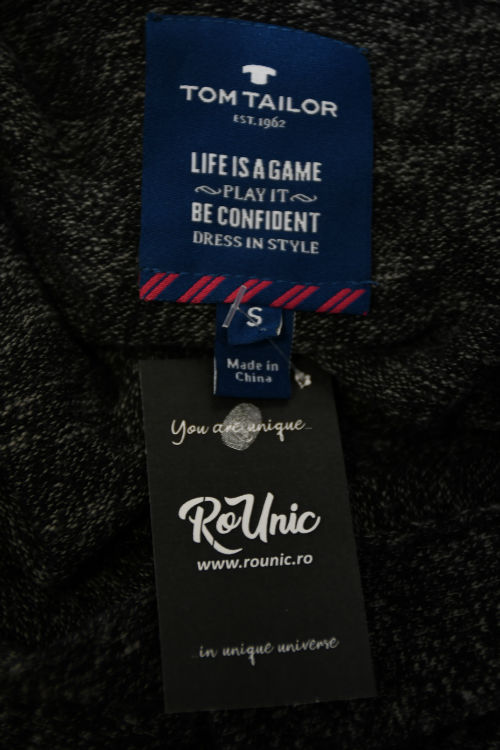 TOM TAILOR
EST. 1962
LIFE IS A GAME
PLAY IT
BE CONFIDENT
DRESS IN STYLE
S
Made in
China
You are unique...
RoUnic
www.rounic.ro
...in unique universe